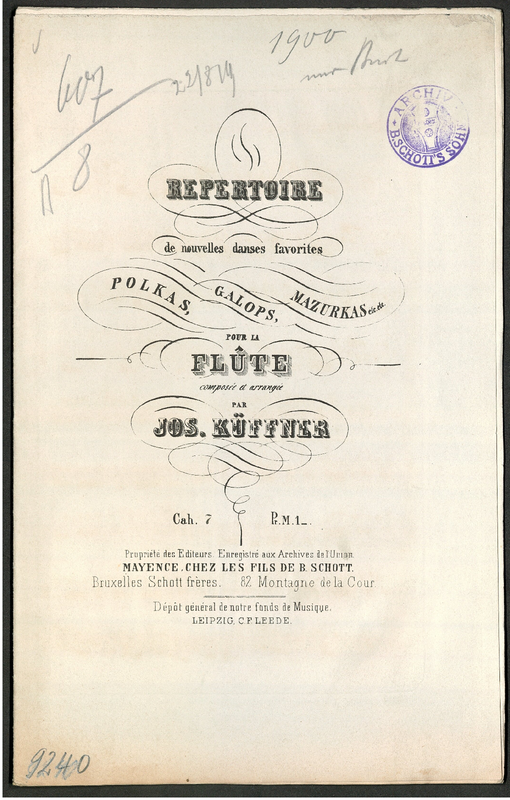 1900
607
8
REPERTOIRE
de nouvelles danses favorites
POLKAS, GALOPS, MAZURKAS etc. etc.
POUR LA
FLÛTE
composée et arrangée
PAR
JOS. KÜFFNER
Cah. 7 Pr. M. 1_.
Propriété des Editeurs. Enregistré aux Archives de l'Union.
MAYENCE. CHEZ LES FILS DE B. SCHOTT.
Bruxelles Schott frères. 82 Montagne de la Cour.
Dépôt général de notre fonds de Musique.
LEIPZIG, C.F. LEEDE.
ARCHIV
B. SCHOTT'S SÖHNE
9240